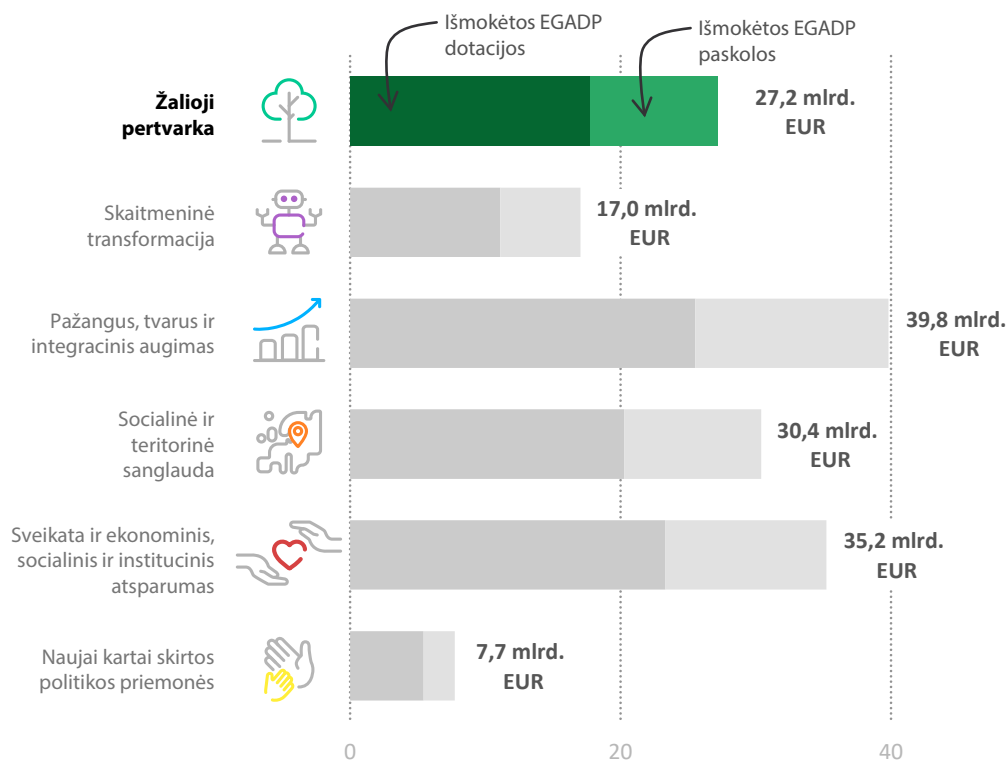 Išmokėtos EGADP
dotacijos
Išmokėtos EGADP
paskolos
Žalioji
pertvarka
27,2 mlrd.
EUR
Skaitmeninė
transformacija
17,0 mlrd.
EUR
Pažangus, tvarus ir
integracinis augimas
39,8 mlrd.
EUR
Socialinė ir
teritorinė
sanglauda
30,4 mlrd.
EUR
Sveikata ir ekonominis,
socialinis ir institucinis
atsparumas
35,2 mlrd.
EUR
Naujai kartai skirtos
politikos priemonės
7,7 mlrd.
EUR
0
20
40